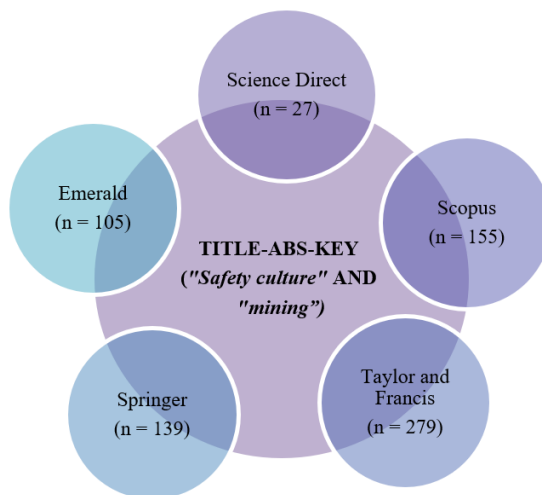 Science Direct
(n = 27)
Emerald
(n = 105)
Scopus
(n = 155)
TITLE-ABS-KEY
("Safety culture" AND
"mining”)
Springer
(n = 139)
Taylor and
Francis
(n = 279)